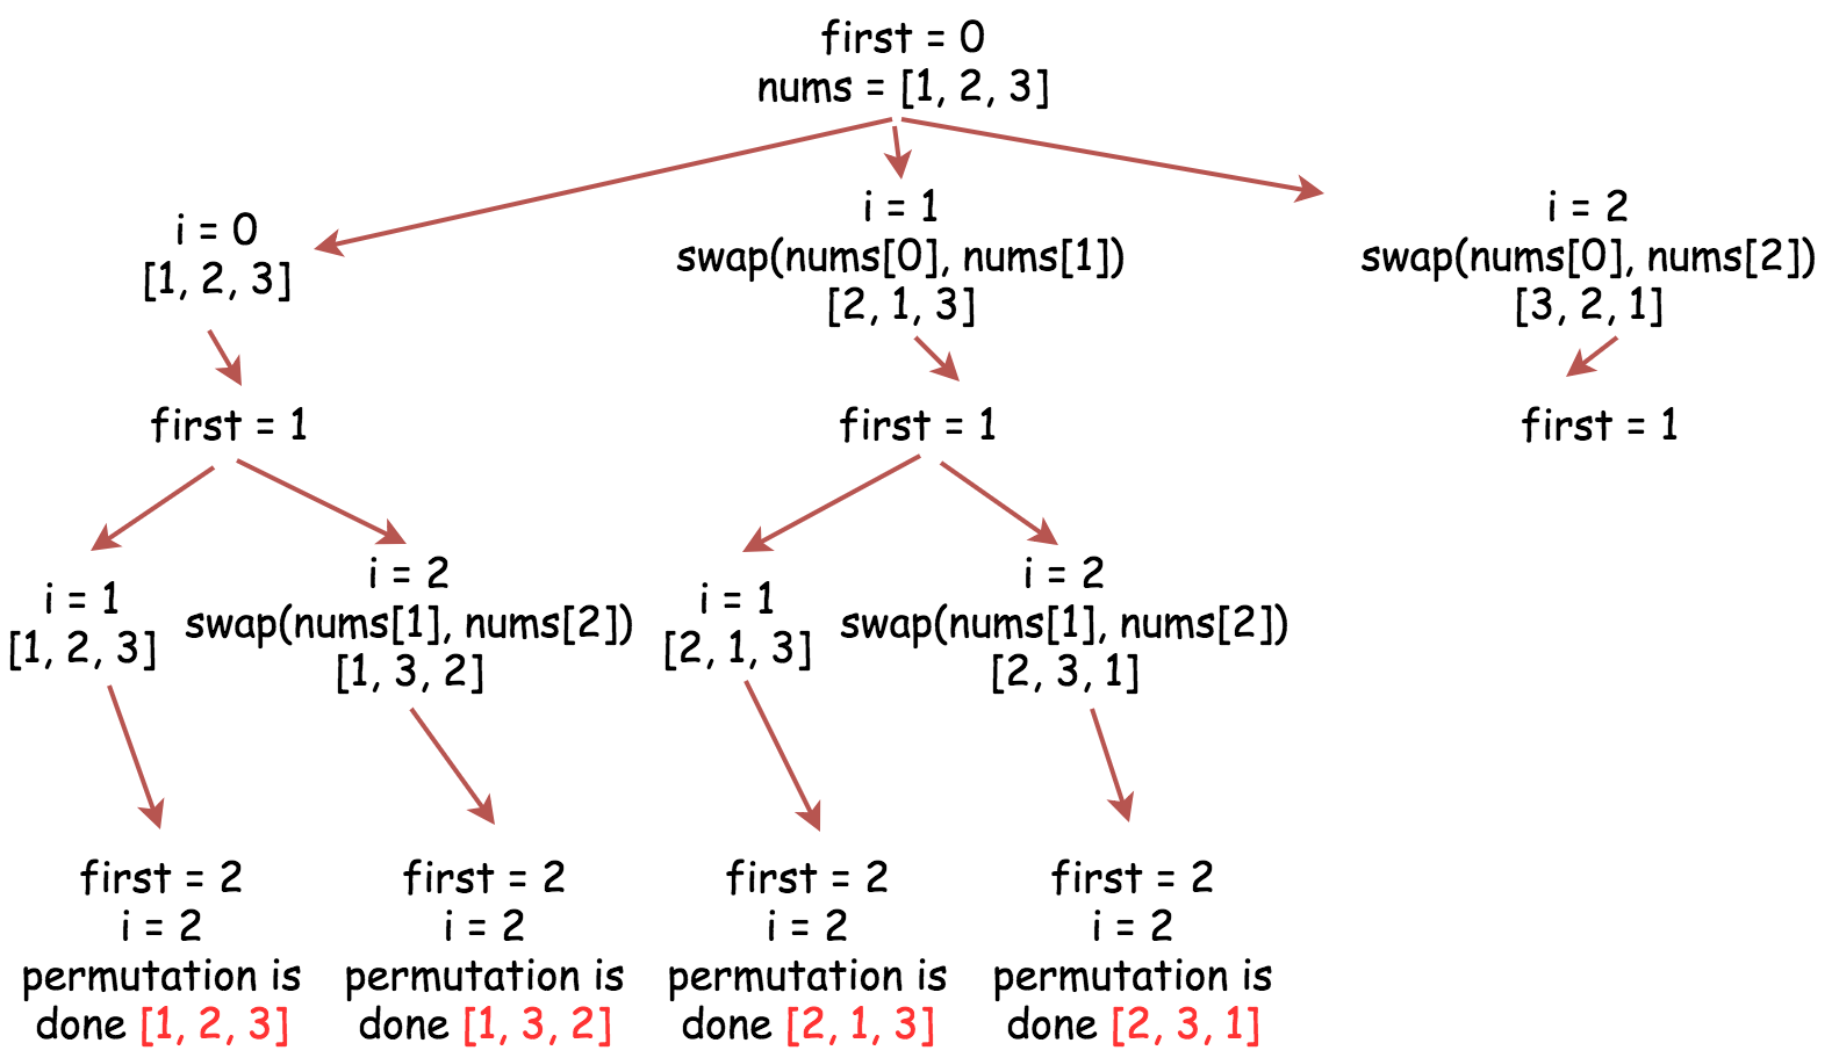 first = 0
nums = [1, 2, 3]
i = 0
[1, 2, 3]
i = 1
swap(nums[0], nums[1])
[2, 1, 3]
i = 2
swap(nums[0], nums[2])
[3, 2, 1]
first = 1
first = 1
first = 1
i = 1
[1, 2, 3]
i = 2
swap(nums[1], nums[2])
[1, 3, 2]
i = 1
[2, 1, 3]
i = 2
swap(nums[1], nums[2])
[2, 3, 1]
first = 2
i = 2
permutation is
done [1, 2, 3]
first = 2
i = 2
permutation is
done [1, 3, 2]
first = 2
i = 2
permutation is
done [2, 1, 3]
first = 2
i = 2
permutation is
done [2, 3, 1]